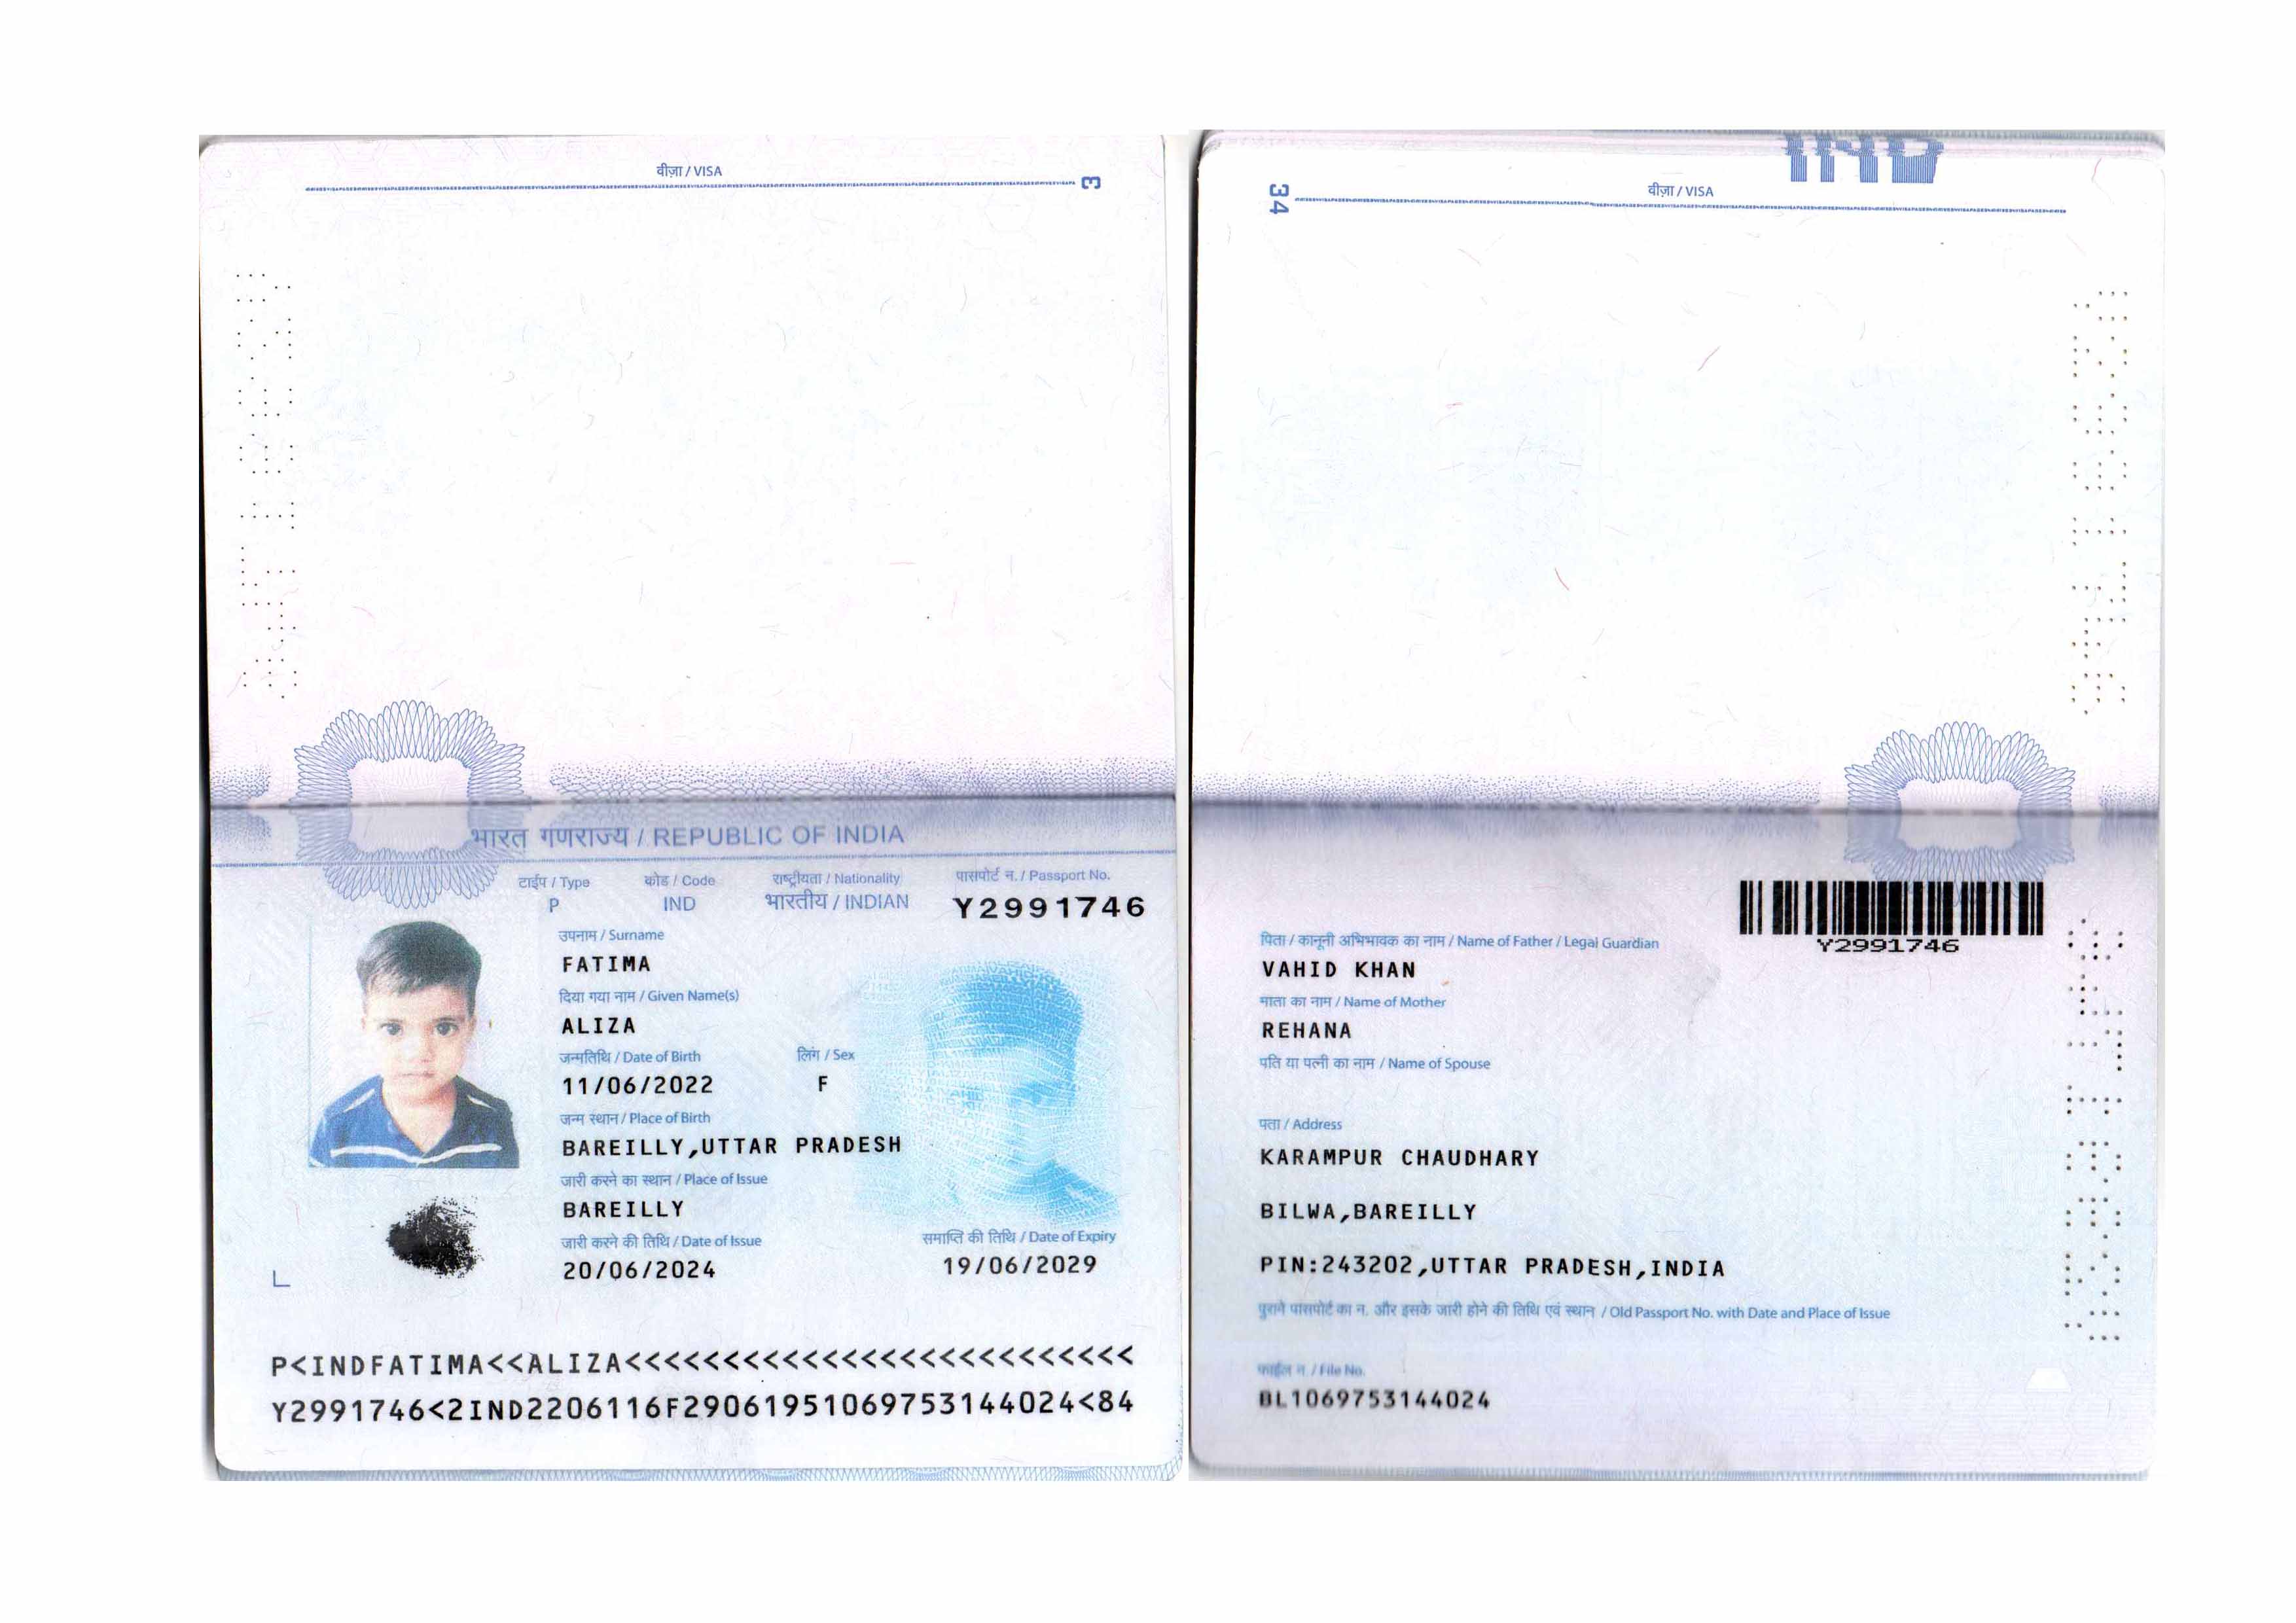 वीज़ा / VISA
3
भारत गणराज्य / REPUBLIC OF INDIA
टाईप / Type कोड / Code राष्ट्रीयता / Nationality पासपोर्ट न. / Passport No.
P IND भारतीय / INDIAN Y2991746
उपनाम / Surname
FATIMA
दिया गया नाम / Given Name(s)
ALIZA
जन्मतिथि / Date of Birth लिंग / Sex
11/06/2022 F
जन्म स्थान / Place of Birth
BAREILLY,UTTAR PRADESH
जारी करने का स्थान / Place of Issue
BAREILLY
जारी करने की तिथि / Date of Issue समाप्ति की तिथि / Date of Expiry
20/06/2024 19/06/2029
P<INDFATIMA<<ALIZA<<<<<<<<<<<<<<<<<<<<<<<<<<
Y2991746<2IND2206116F29061951069753144024<84
IND
34
वीज़ा / VISA
Y2991746
पिता / कानूनी अभिभावक का नाम / Name of Father / Legal Guardian
VAHID KHAN
माता का नाम / Name of Mother
REHANA
पति या पत्नी का नाम / Name of Spouse
पता / Address
KARAMPUR CHAUDHARY
BILWA,BAREILLY
PIN:243202,UTTAR PRADESH,INDIA
पुराने पासपोर्ट का न. और इसके जारी होने की तिथि एवं स्थान / Old Passport No. with Date and Place of Issue
फाईल न. / File No.
BL1069753144024